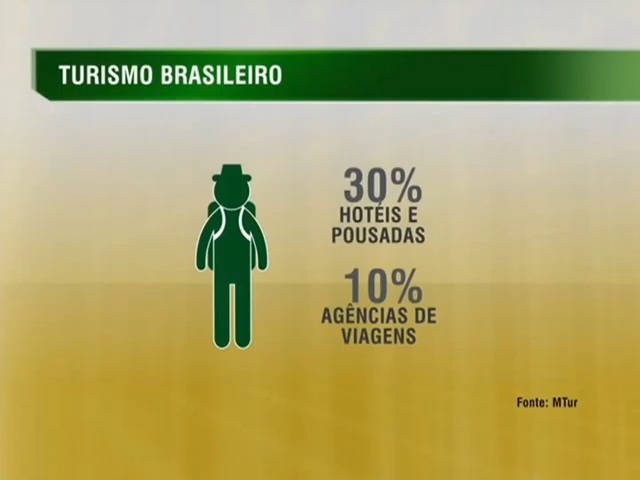 TURISMO BRASILEIRO
30%
HOTÉIS E
POUSADAS
10%
AGÊNCIAS DE
VIAGENS
Fonte: MTur